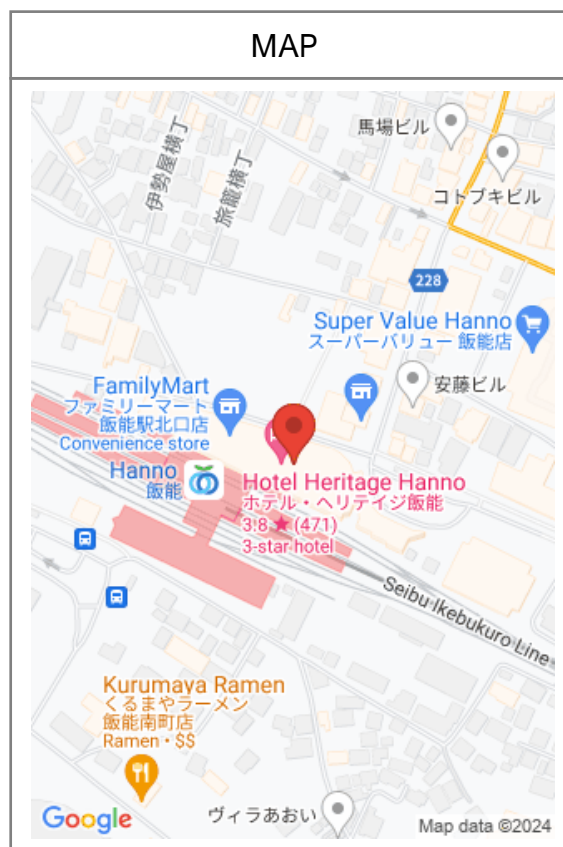 MAP
馬場ビル
伊勢屋横丁
旅籠横丁
コトブキビル
228
Super Value Hanno
スーパーバリュー 飯能店
安藤ビル
FamilyMart
ファミリーマート
飯能駅北口店
Convenience store
Hanno
飯能
Hotel Heritage Hanno
ホテル・ヘリテイジ飯能
3.8 ★ (471)
3-star hotel
Seibu Ikebukuro Line
Kurumaya Ramen
くるまやラーメン
飯能南町店
Ramen • $$
ヴィラあおい
Google
Map data ©2024